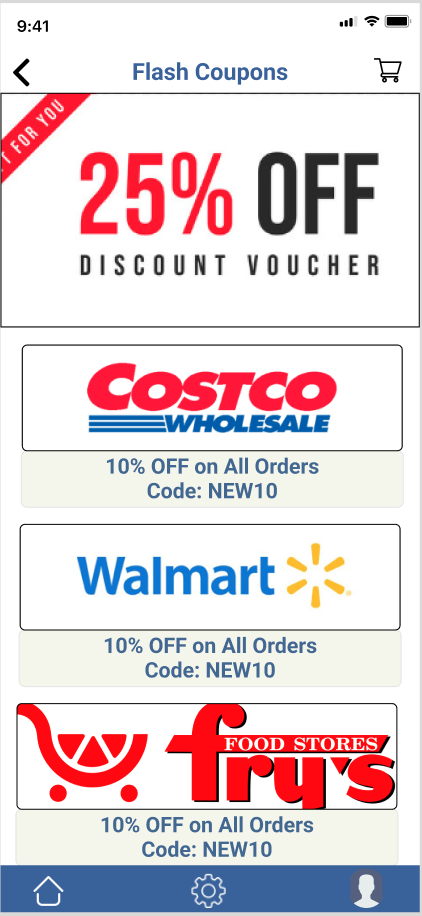 9:41
Flash Coupons
T FOR YOU
25% OFF
DISCOUNT VOUCHER
COSTCO
WHOLESALE
10% OFF on All Orders
Code: NEW10
Walmart
10% OFF on All Orders
Code: NEW10
FOOD STORES
fry's
10% OFF on All Orders
Code: NEW10